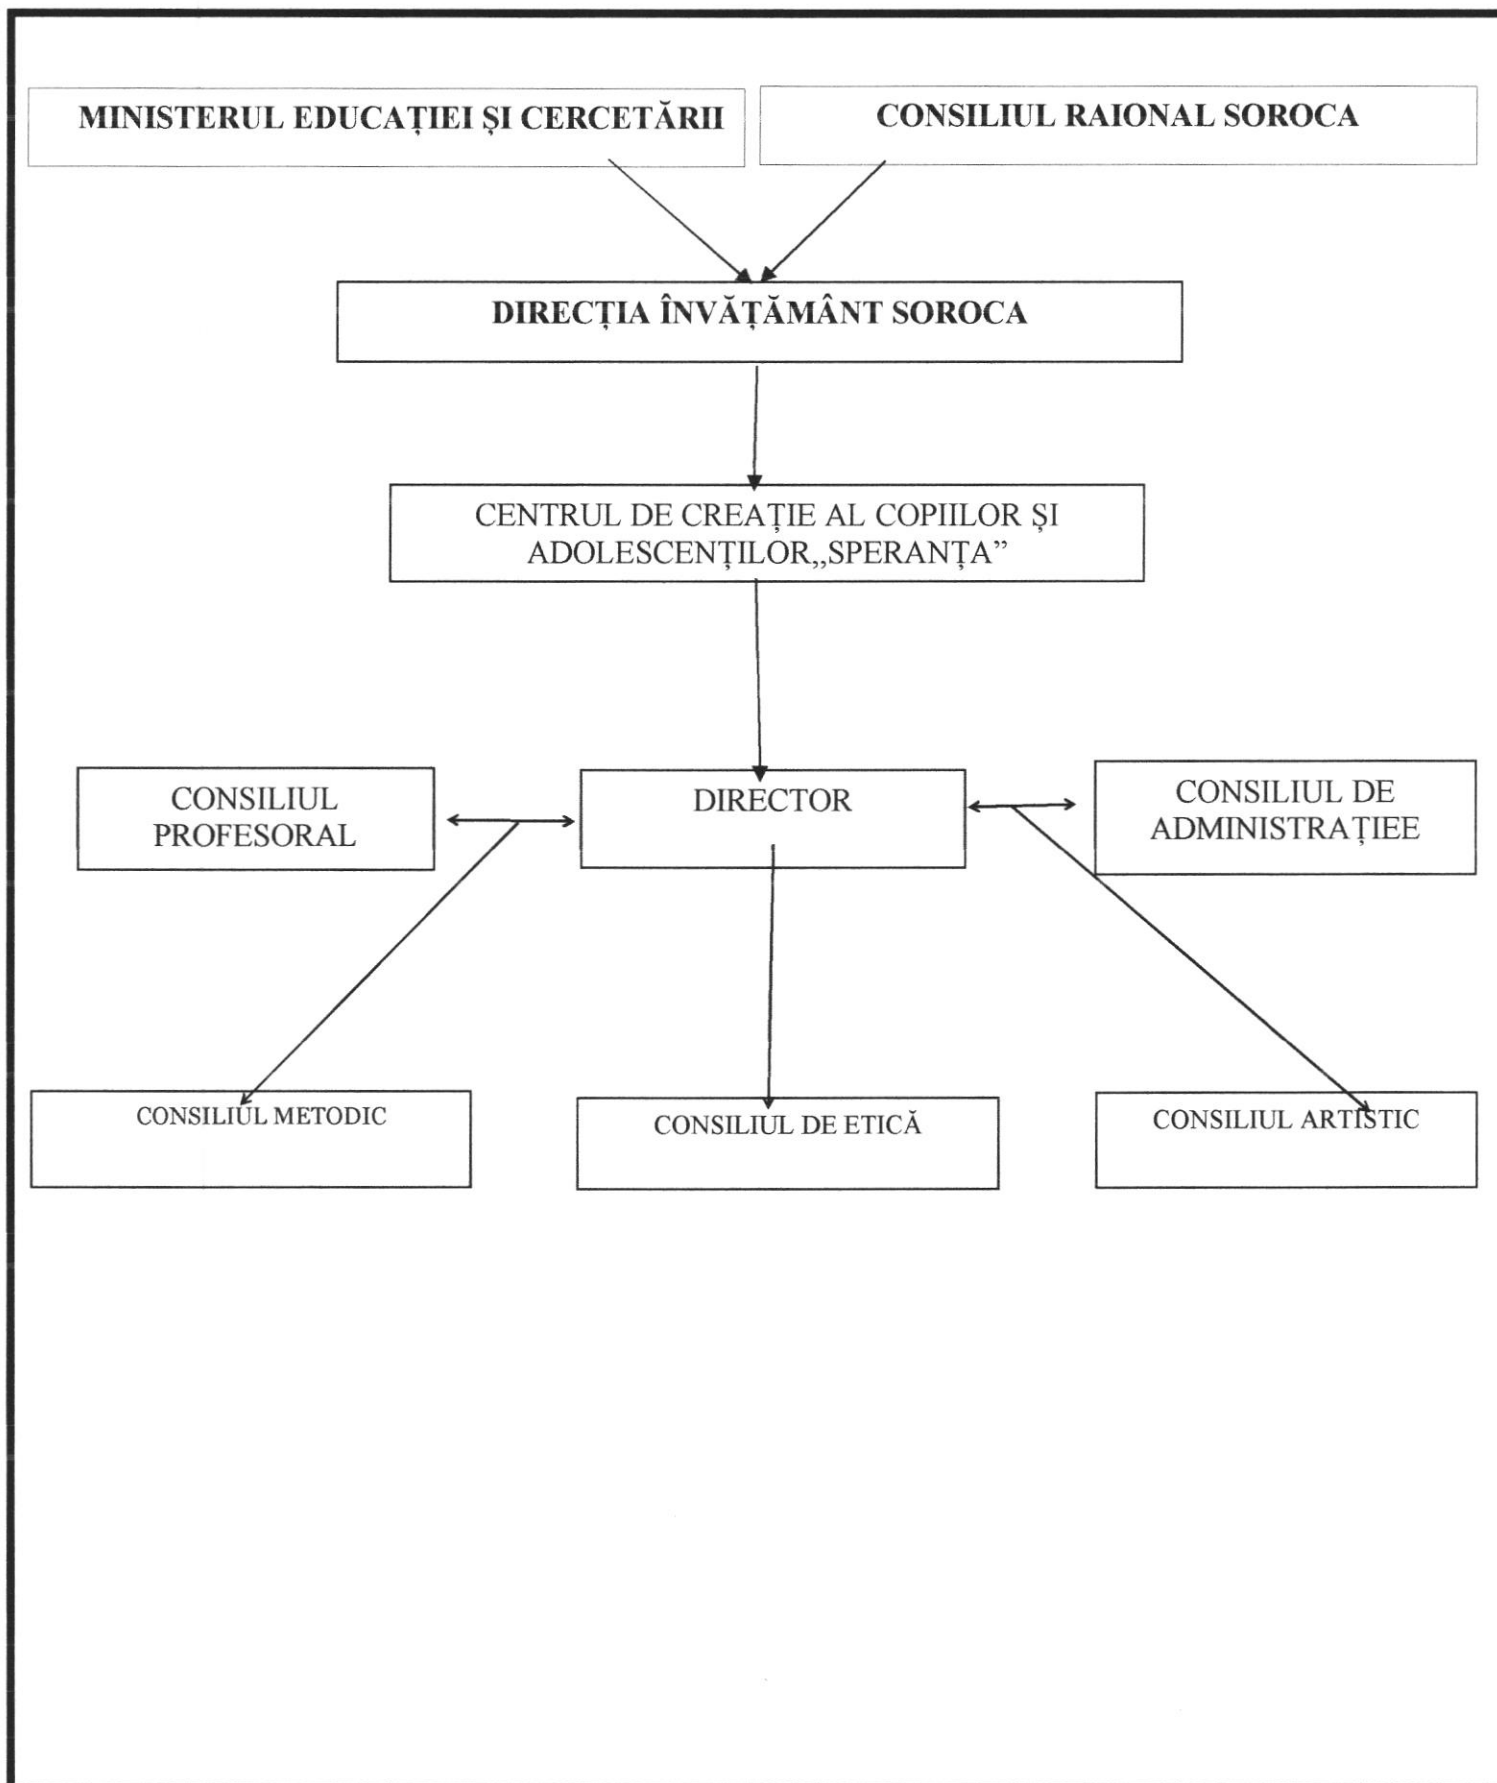 MINISTERUL EDUCAȚIEI ȘI CERCETĂRII
CONSILIUL RAIONAL SOROCA
DIRECȚIA ÎNVĂȚĂMÂNT SOROCA
CENTRUL DE CREAȚIE AL COPIILOR ȘI
ADOLESCENȚILOR„SPERANȚA”
CONSILIUL
PROFESORAL
DIRECTOR
CONSILIUL DE
ADMINISTRAȚIEE
CONSILIUL METODIC
CONSILIUL DE ETICĂ
CONSILIUL ARTISTIC